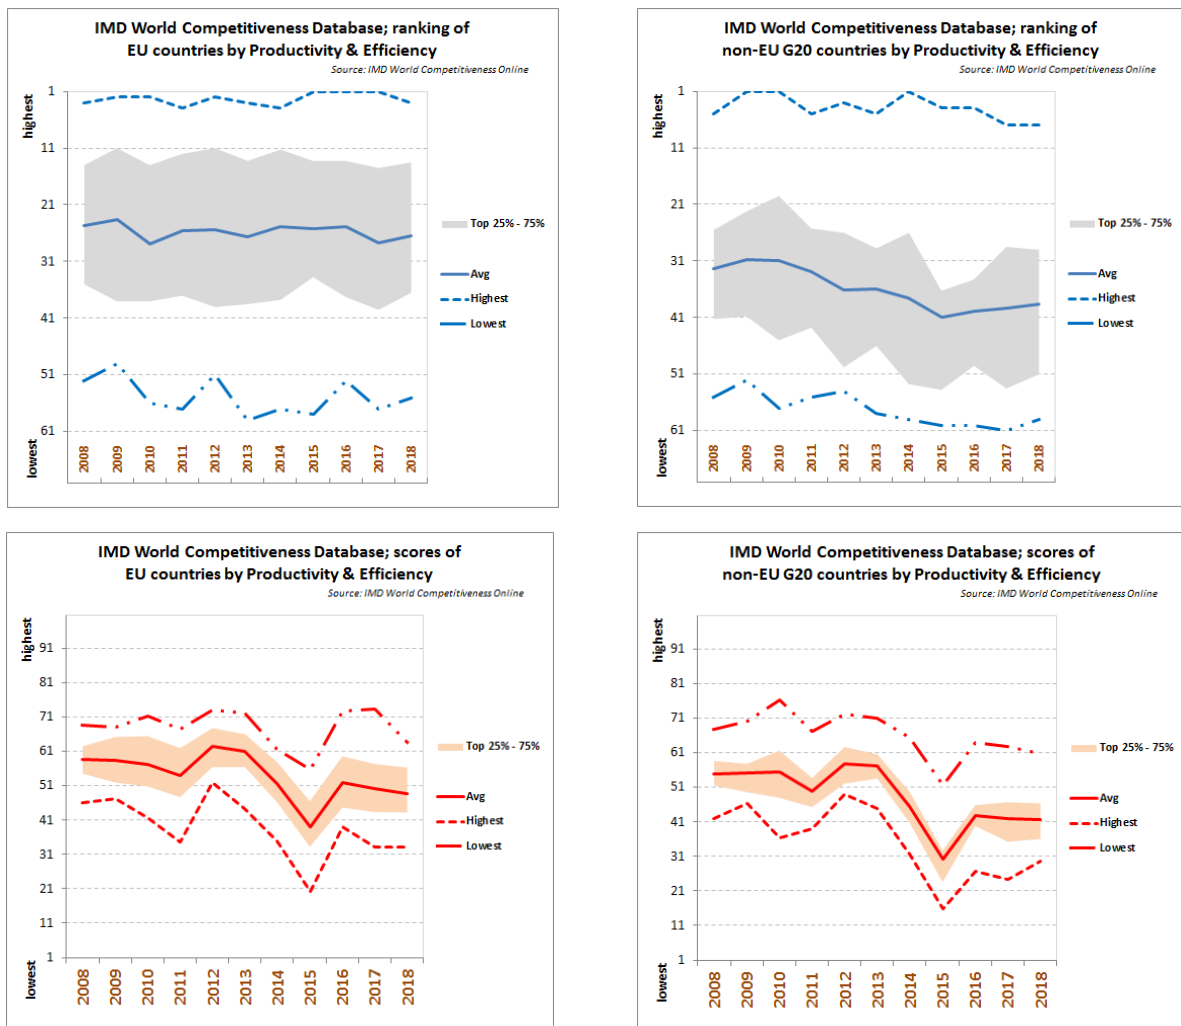 IMD World Competitiveness Database; ranking of
EU countries by Productivity & Efficiency
Source: IMD World Competitiveness Online
highest
1
11
21
31
41
51
61
lowest
2008
2009
2010
2011
2012
2013
2014
2015
2016
2017
2018
Top 25% - 75%
Avg
Highest
Lowest
IMD World Competitiveness Database; ranking of
non-EU G20 countries by Productivity & Efficiency
Source: IMD World Competitiveness Online
highest
1
11
21
31
41
51
61
lowest
2008
2009
2010
2011
2012
2013
2014
2015
2016
2017
2018
Top 25% - 75%
Avg
Highest
Lowest
IMD World Competitiveness Database; scores of
EU countries by Productivity & Efficiency
Source: IMD World Competitiveness Online
highest
91
81
71
61
51
41
31
21
11
1
lowest
2008
2009
2010
2011
2012
2013
2014
2015
2016
2017
2018
Top 25% - 75%
Avg
Highest
Lowest
IMD World Competitiveness Database; scores of
non-EU G20 countries by Productivity & Efficiency
Source: IMD World Competitiveness Online
highest
91
81
71
61
51
41
31
21
11
1
lowest
2008
2009
2010
2011
2012
2013
2014
2015
2016
2017
2018
Top 25% - 75%
Avg
Highest
Lowest